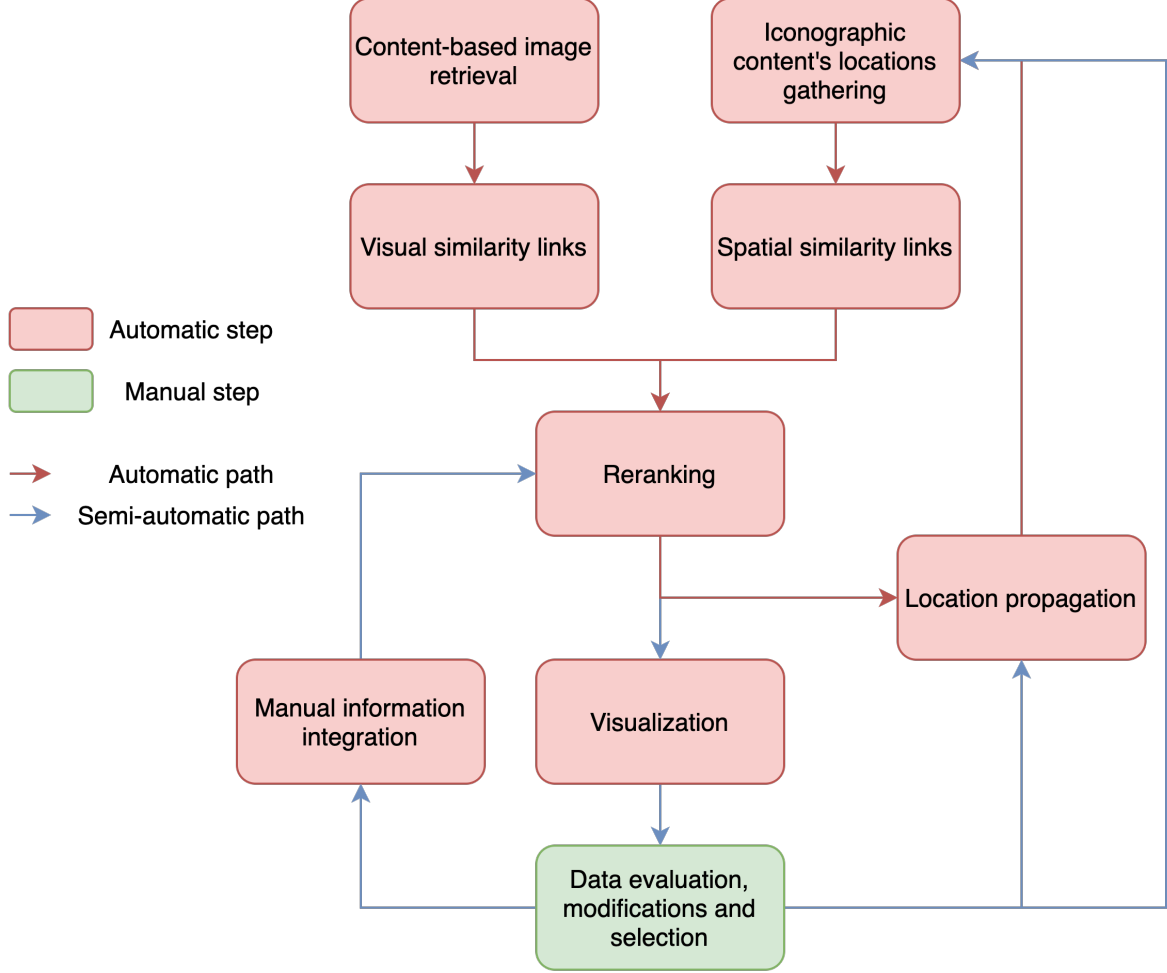 Content-based image
retrieval
Iconographic
content's locations
gathering
Visual similarity links
Spatial similarity links
Automatic step
Manual step
Automatic path
Semi-automatic path
Reranking
Location propagation
Manual information
integration
Visualization
Data evaluation,
modifications and
selection